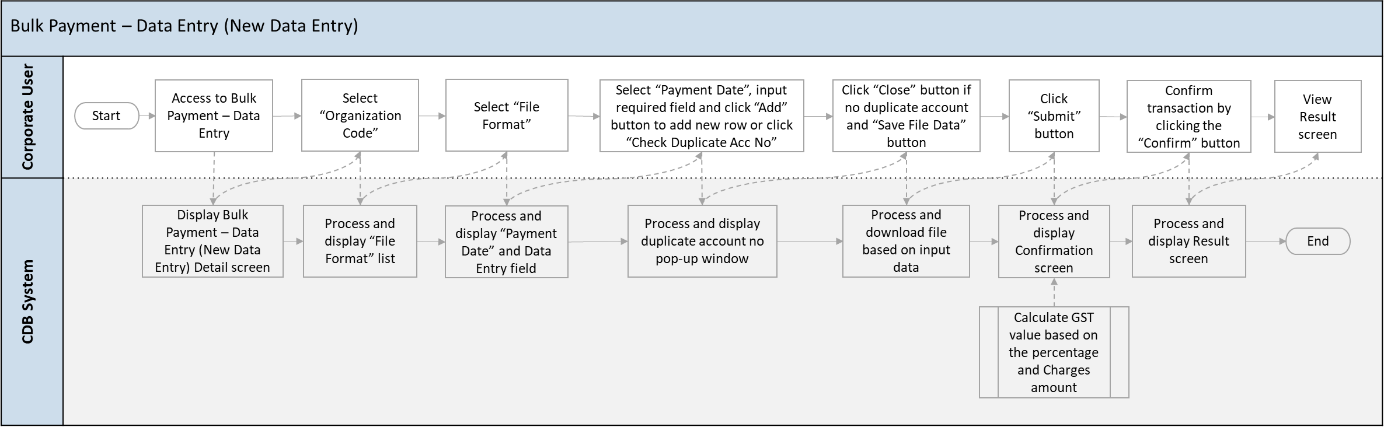 Bulk Payment – Data Entry (New Data Entry)
Corporate User
Start
Access to Bulk
Payment – Data
Entry
Select
“Organization
Code”
Select “File
Format”
Select “Payment Date”, input
required field and click “Add”
button to add new row or click
“Check Duplicate Acc No”
Click “Close” button if
no duplicate account
and “Save File Data”
button
Click
“Submit”
button
Confirm
transaction by
clicking the
“Confirm” button
View
Result
screen
CDB System
Display Bulk
Payment – Data
Entry (New Data
Entry) Detail screen
Process and
display “File
Format” list
Process and
display “Payment
Date” and Data
Entry field
Process and display
duplicate account no
pop-up window
Process and
download file
based on input
data
Process and
display
Confirmation
screen
Process and
display Result
screen
End
Calculate GST
value based on
the percentage
and Charges
amount